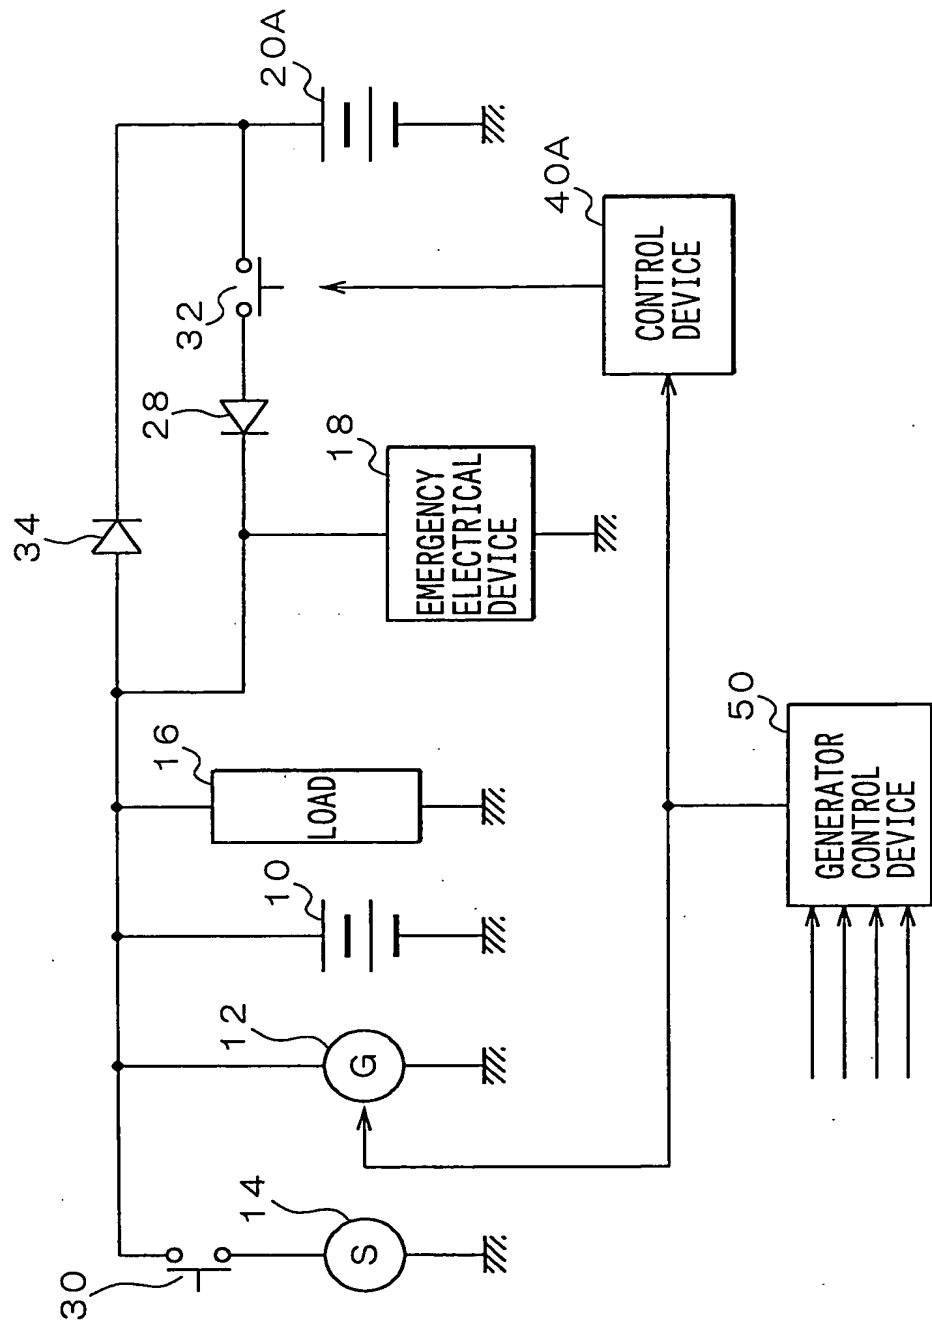 20A
40A
CONTROL
DEVICE
32
28
18
EMERGENCY
ELECTRICAL
DEVICE
34
50
GENERATOR
CONTROL
DEVICE
16
LOAD
10
12
G
14
S
30